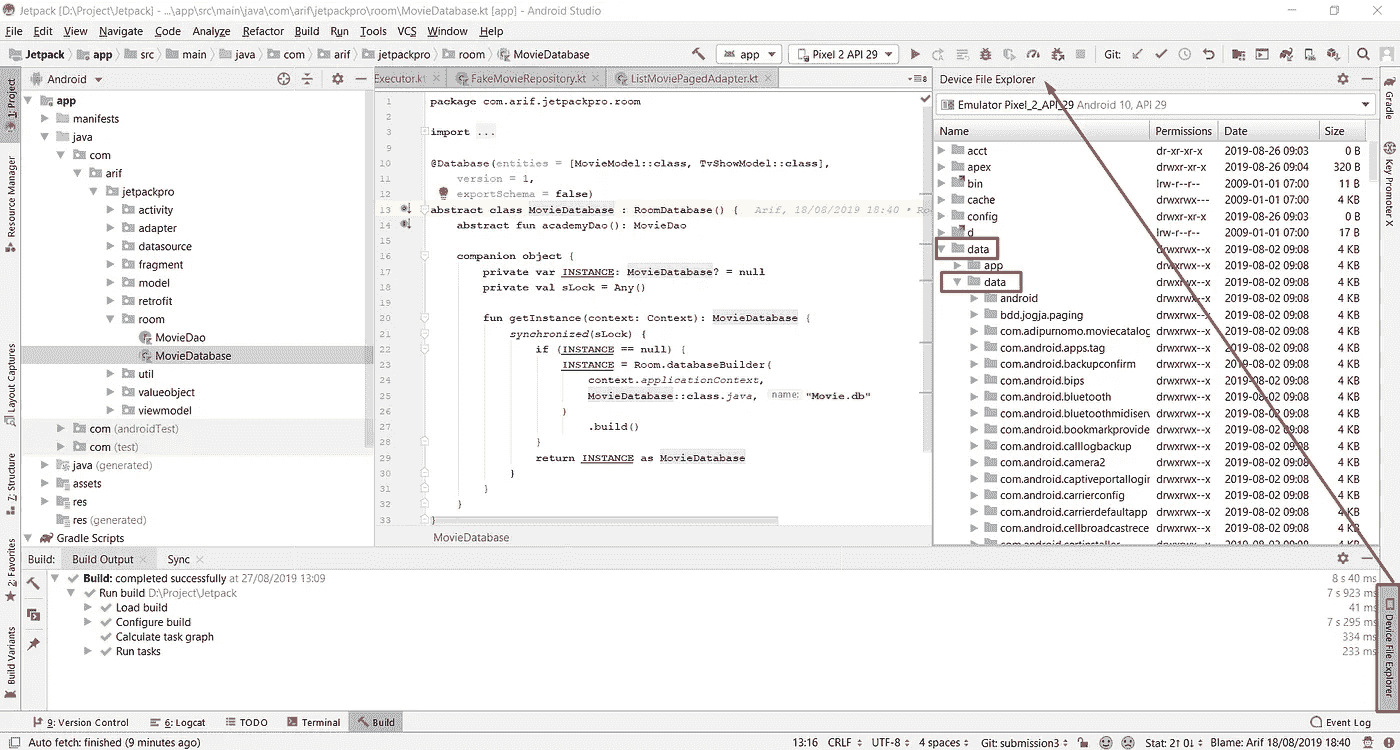 Jetpack [D:\Project\Jetpack] - ...\app\src\main\java\com\arif\jetpackpro\room\MovieDatabase.kt [app] - Android Studio
File Edit View Navigate Code Analyze Refactor Build Run Tools VCS Window Help
Jetpack app src main java com arif jetpackpro room MovieDatabase app Pixel 2 API 29 Git:
Android
Executor.kt FakeMovieRepository.kt ListMoviePagedAdapter.kt
1: Project
Resource Manager
Layout Captures
7: Structure
2: Favorites
Build Variants
app
manifests
java
com
arif
jetpackpro
activity
adapter
datasource
fragment
model
retrofit
room
MovieDao
MovieDatabase
util
valueobject
viewmodel
com (androidTest)
com (test)
java (generated)
assets
res
res (generated)
Gradle Scripts
1 package com.arif.jetpackpro.room
2
3 import ...
9
10 @Database(entities = [MovieModel::class, TvShowModel::class],
11 version = 1,
12 exportSchema = false)
13 abstract class MovieDatabase : RoomDatabase() { Arif, 18/08/2019 18:40 • Ro
14 abstract fun academyDao(): MovieDao
15
16 companion object {
17 private var INSTANCE: MovieDatabase? = null
18 private val sLock = Any()
19
20 fun getInstance(context: Context): MovieDatabase {
21 synchronized(sLock) {
22 if (INSTANCE == null) {
23 INSTANCE = Room.databaseBuilder(
24 context.applicationContext,
25 MovieDatabase::class.java, name: "Movie.db"
26 )
27 .build()
28 }
29 return INSTANCE as MovieDatabase
30 }
31 }
32 }
33 }
MovieDatabase
Device File Explorer
Emulator Pixel_2_API_29 Android 10, API 29
Name Permissions Date Size
acct dr-xr-xr-x 2019-08-26 09:03 0 B
apex drwxr-xr-x 2019-08-26 09:04 320 B
bin lrw-r--r-- 2009-01-01 07:00 11 B
cache drwxrwx--- 2009-01-01 07:00 4 KB
config drwxr-xr-x 2019-08-26 09:03 0 B
d lrw-r--r-- 2009-01-01 07:00 17 B
data drwxrwx--x 2019-08-02 09:08 4 KB
app drwxrwx--x 2019-08-02 09:08 4 KB
data drwxrwx--x 2019-08-02 09:08 4 KB
android drwxrwx--x 2019-08-02 09:08 4 KB
bdd.jogja.paging drwxrwx--x 2019-08-02 09:08 4 KB
com.adipurnomo.moviecatalog drwxrwx--x 2019-08-02 09:08 4 KB
com.android.apps.tag drwxrwx--x 2019-08-02 09:08 4 KB
com.android.backupconfirm drwxrwx--x 2019-08-02 09:08 4 KB
com.android.bips drwxrwx--x 2019-08-02 09:08 4 KB
com.android.bluetooth drwxrwx--x 2019-08-02 09:08 4 KB
com.android.bluetoothmidiserv drwxrwx--x 2019-08-02 09:08 4 KB
com.android.bookmarkprovide drwxrwx--x 2019-08-02 09:08 4 KB
com.android.calllogbackup drwxrwx--x 2019-08-02 09:08 4 KB
com.android.camera2 drwxrwx--x 2019-08-02 09:08 4 KB
com.android.captiveportallogin drwxrwx--x 2019-08-02 09:08 4 KB
com.android.carrierconfig drwxrwx--x 2019-08-02 09:08 4 KB
com.android.carrierdefaultapp drwxrwx--x 2019-08-02 09:08 4 KB
com.android.cellbroadcastrece drwxrwx--x 2019-08-02 09:08 4 KB
Gradle
Key Promoter X
Device File Explorer
Build: Build Output Sync
Build: completed successfully at 27/08/2019 13:09 8 s 40 ms
Run build D:\Project\Jetpack 7 s 923 ms
Load build 41 ms
Configure build 7 s 295 ms
Calculate task graph 334 ms
Run tasks 233 ms
9: Version Control 6: Logcat TODO Terminal Build Event Log
Auto fetch: finished (9 minutes ago) 13:16 CRLF UTF-8 4 spaces Git: submission3 Stat: 21 0↓ Blame: Arif 18/08/2019 18:40